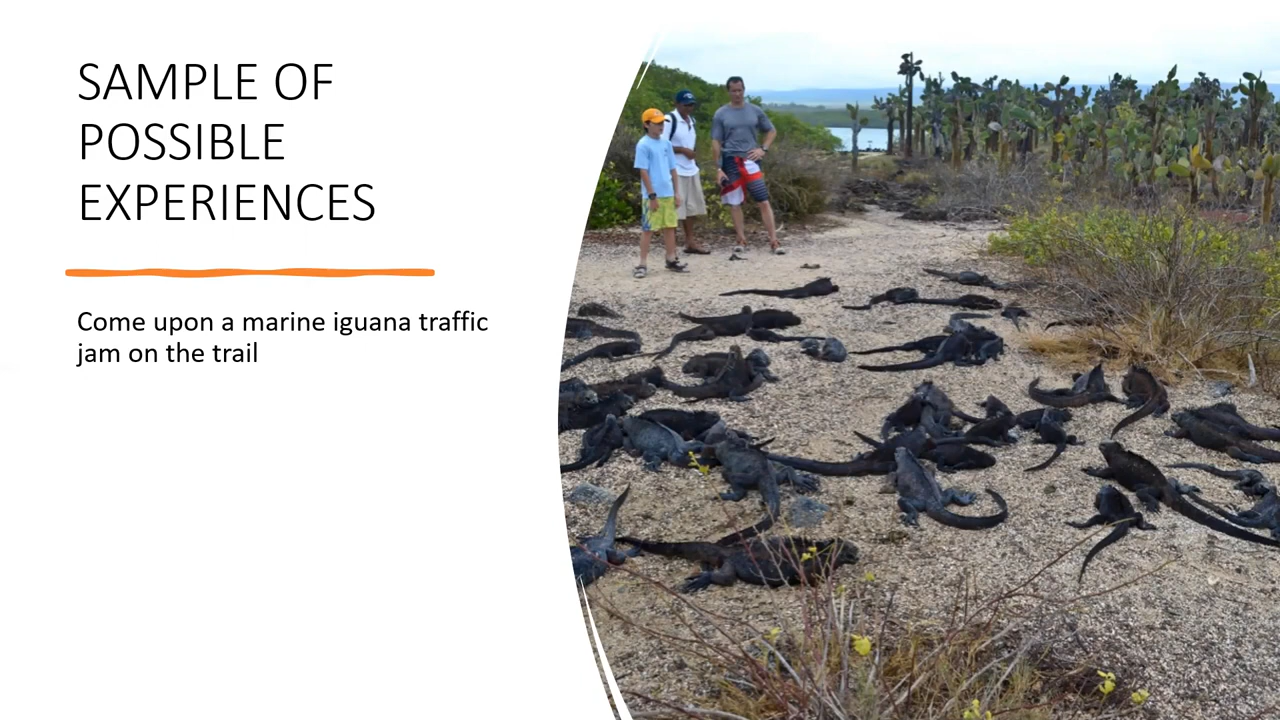 SAMPLE OF
POSSIBLE
EXPERIENCES
Come upon a marine iguana traffic
jam on the trail